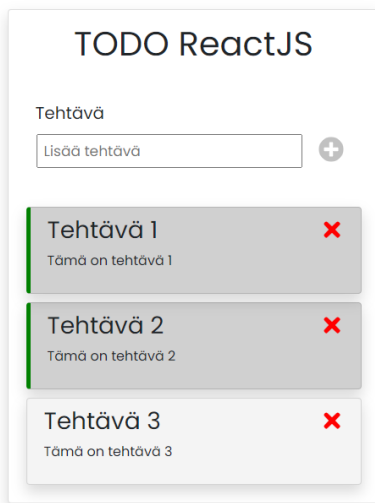 TODO ReactJS
Tehtävä
Lisää tehtävä
Tehtävä 1
Tämä on tehtävä 1
Tehtävä 2
Tämä on tehtävä 2
Tehtävä 3
Tämä on tehtävä 3